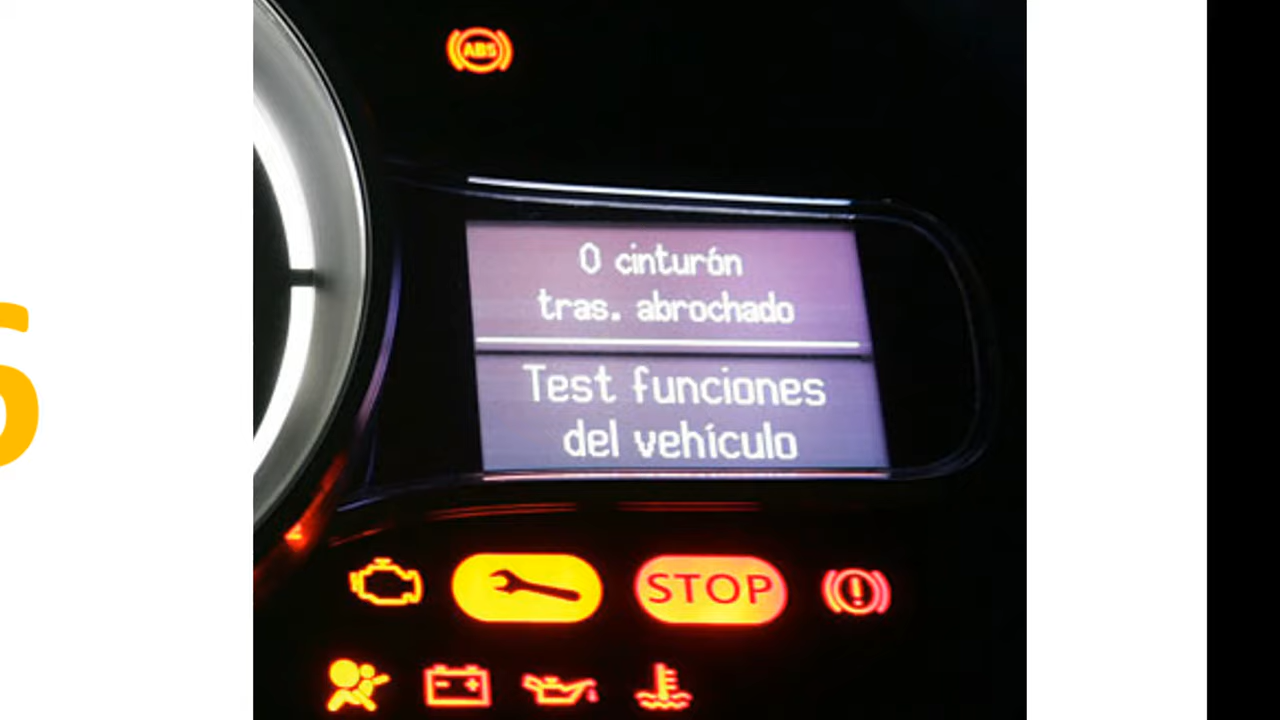 ABS
0 cinturón
tras. abrochado
Test funciones
del vehículo
STOP